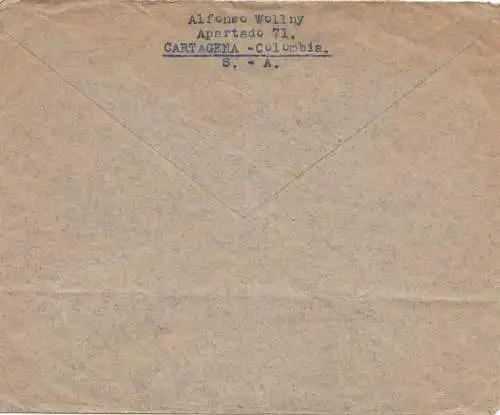 Alfonso Wollny
Apartado 71.
CARTAGENA -Colombia.
S. - A.